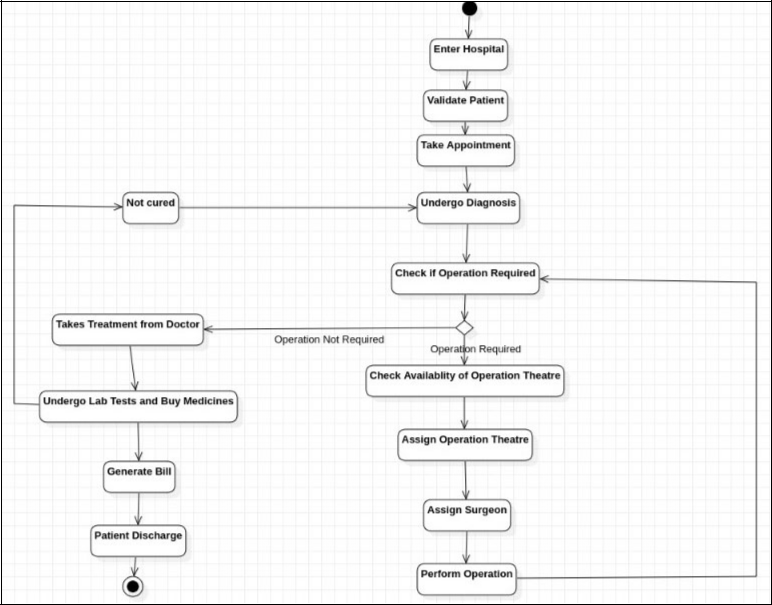 Enter Hospital
Validate Patient
Take Appointment
Not cured
Undergo Diagnosis
Check if Operation Required
Takes Treatment from Doctor
Operation Not Required
Operation Required
Check Availablity of Operation Theatre
Undergo Lab Tests and Buy Medicines
Assign Operation Theatre
Generate Bill
Assign Surgeon
Patient Discharge
Perform Operation